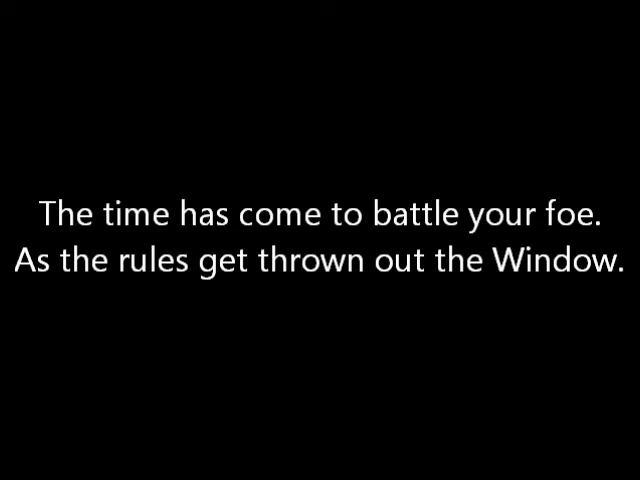 The time has come to battle your foe.
As the rules get thrown out the Window.